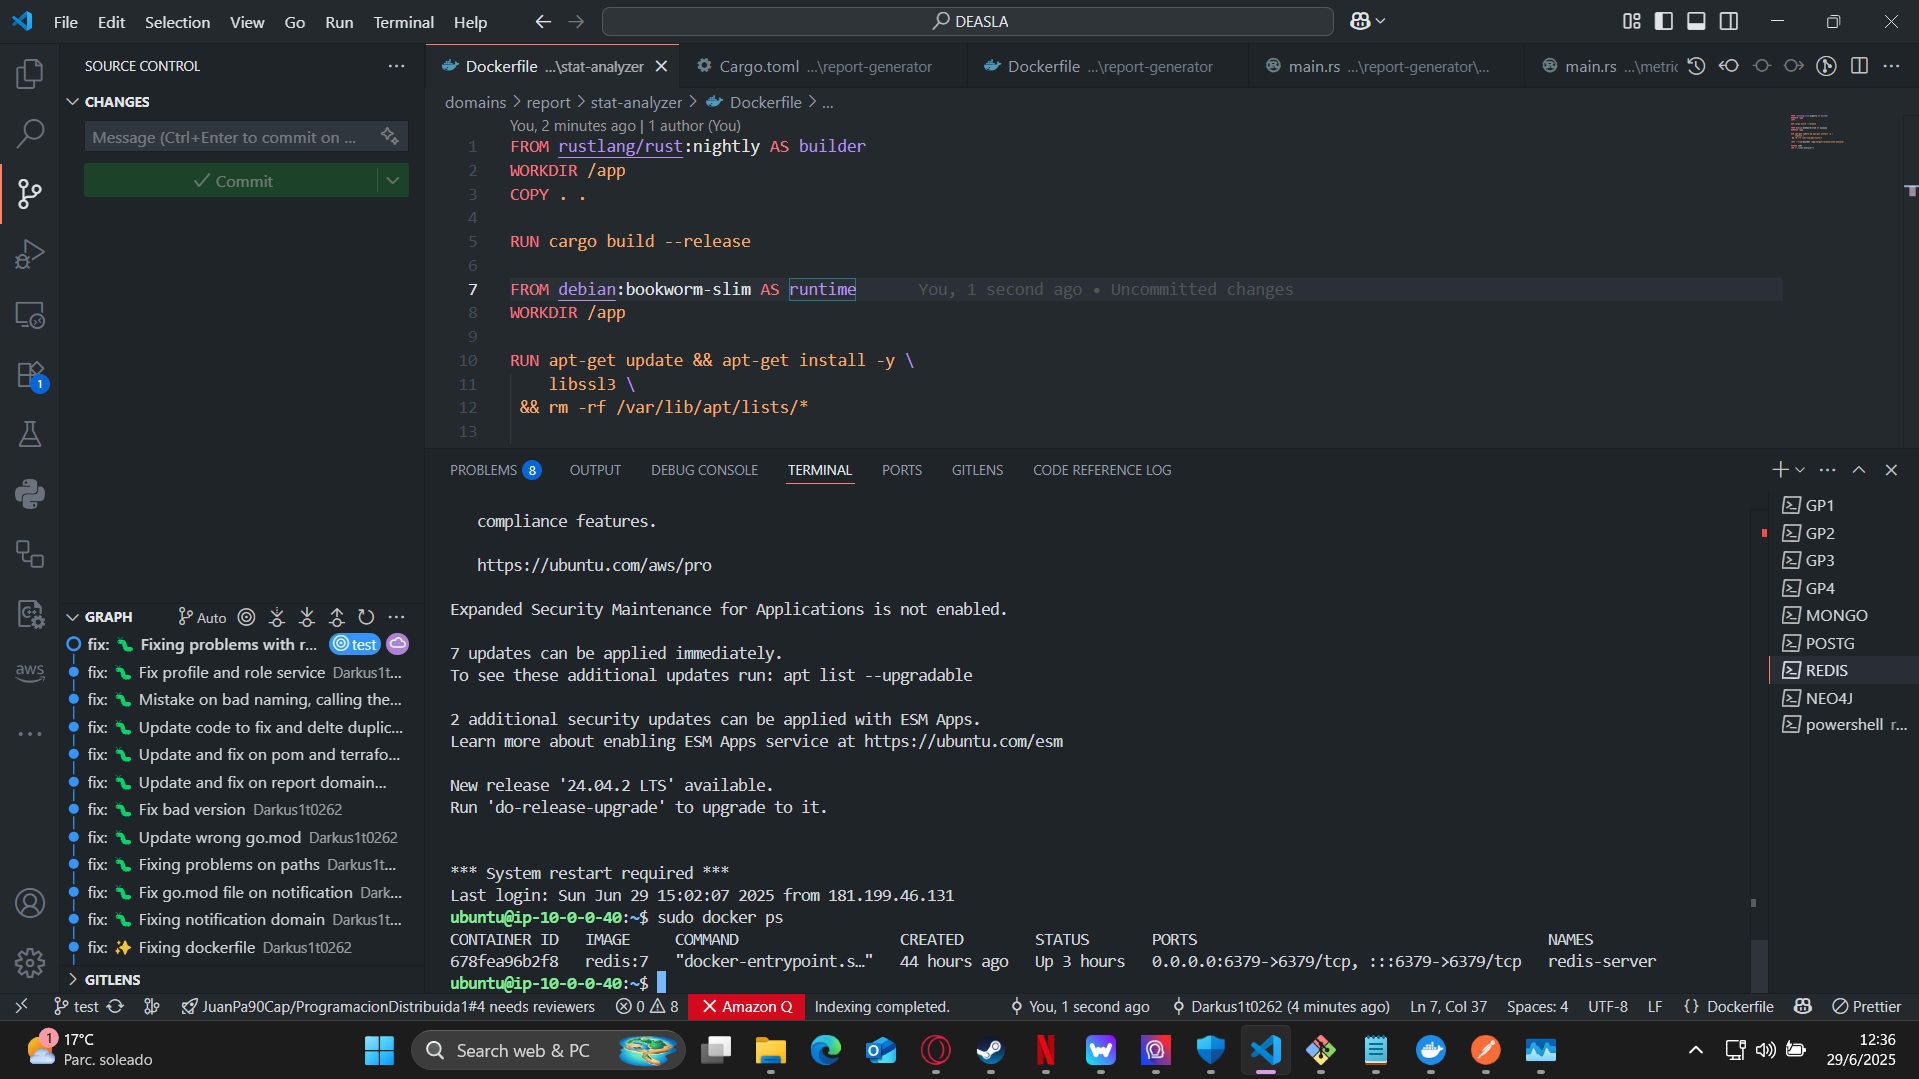 File Edit Selection View Go Run Terminal Help
DEASLA
SOURCE CONTROL
CHANGES
Message (Ctrl+Enter to commit on ...
Commit
Dockerfile ...\stat-analyzer
Cargo.toml ...\report-generator
Dockerfile ...\report-generator
main.rs ...\report-generator\...
main.rs ...\metric
domains > report > stat-analyzer > Dockerfile > ...
You, 2 minutes ago | 1 author (You)
1 FROM rustlang/rust:nightly AS builder
2 WORKDIR /app
3 COPY . .
4
5 RUN cargo build --release
6
7 FROM debian:bookworm-slim AS runtime You, 1 second ago • Uncommitted changes
8 WORKDIR /app
9
10 RUN apt-get update && apt-get install -y \
11 libssl3 \
12 && rm -rf /var/lib/apt/lists/*
13
1
PROBLEMS 8 OUTPUT DEBUG CONSOLE TERMINAL PORTS GITLENS CODE REFERENCE LOG
compliance features.
https://ubuntu.com/aws/pro
Expanded Security Maintenance for Applications is not enabled.
7 updates can be applied immediately.
To see these additional updates run: apt list --upgradable
2 additional security updates can be applied with ESM Apps.
Learn more about enabling ESM Apps service at https://ubuntu.com/esm
New release '24.04.2 LTS' available.
Run 'do-release-upgrade' to upgrade to it.
*** System restart required ***
Last login: Sun Jun 29 15:02:07 2025 from 181.199.46.131
ubuntu@ip-10-0-0-40:~$ sudo docker ps
CONTAINER ID IMAGE COMMAND CREATED STATUS PORTS NAMES
678fea96b2f8 redis:7 "docker-entrypoint.s…" 44 hours ago Up 3 hours 0.0.0.0:6379->6379/tcp, :::6379->6379/tcp redis-server
ubuntu@ip-10-0-0-40:~$
GP1
GP2
GP3
GP4
MONGO
POSTG
REDIS
NEO4J
powershell r...
aws
GRAPH Auto
fix: Fixing problems with r... test
fix: Fix profile and role service Darkus1t...
fix: Mistake on bad naming, calling the...
fix: Update code to fix and delte duplic...
fix: Update and fix on pom and terrafo...
fix: Update and fix on report domain...
fix: Fix bad version Darkus1t0262
fix: Update wrong go.mod Darkus1t0262
fix: Fixing problems on paths Darkus1t...
fix: Fix go.mod file on notification Dark...
fix: Fixing notification domain Darkus1t...
fix: Fixing dockerfile Darkus1t0262
GITLENS
test JuanPa90Cap/ProgramacionDistribuida1#4 needs reviewers 0 8 Amazon Q Indexing completed. You, 1 second ago Darkus1t0262 (4 minutes ago) Ln 7, Col 37 Spaces: 4 UTF-8 LF {} Dockerfile Prettier
1
17°C
Parc. soleado
Search web & PC
12:36
29/6/2025